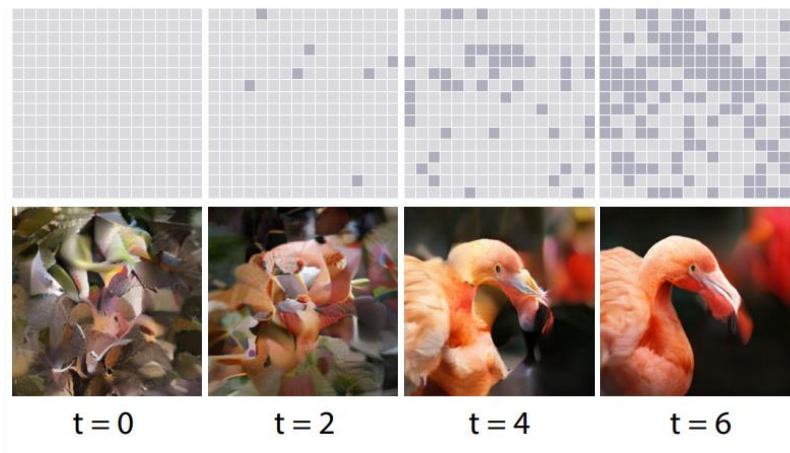 t = 0 t = 2 t = 4 t = 6